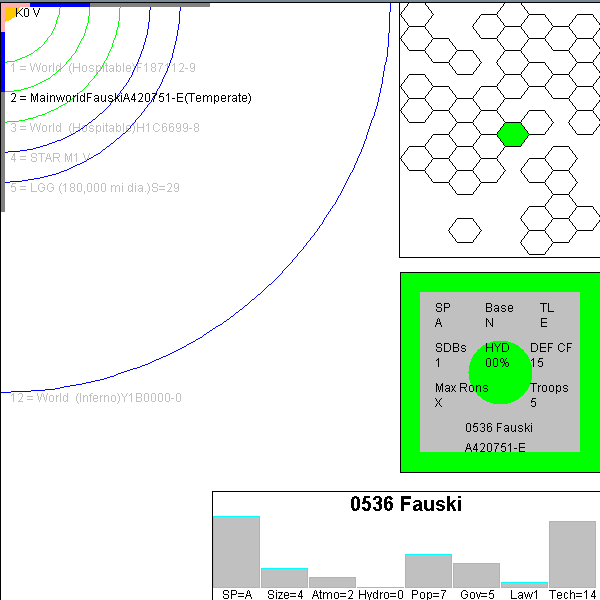 K0 V
1 = World  (Hospitable)F187112-9
2 = MainworldFauskiA420751-E(Temperate)
3 = World  (Hospitable)H1C6699-8
4 = STAR M1 V
5 = LGG (180,000 mi dia.)S=29
12 = World  (Inferno)Y1B0000-0
SP Base TL
A N E
SDBs HYD DEF CF
1 00% 15
Max Rons Troops
X 5
0536 Fauski
A420751-E
0536 Fauski
SP=A Size=4 Atmo=2 Hydro=0 Pop=7 Gov=5 Law1 Tech=14